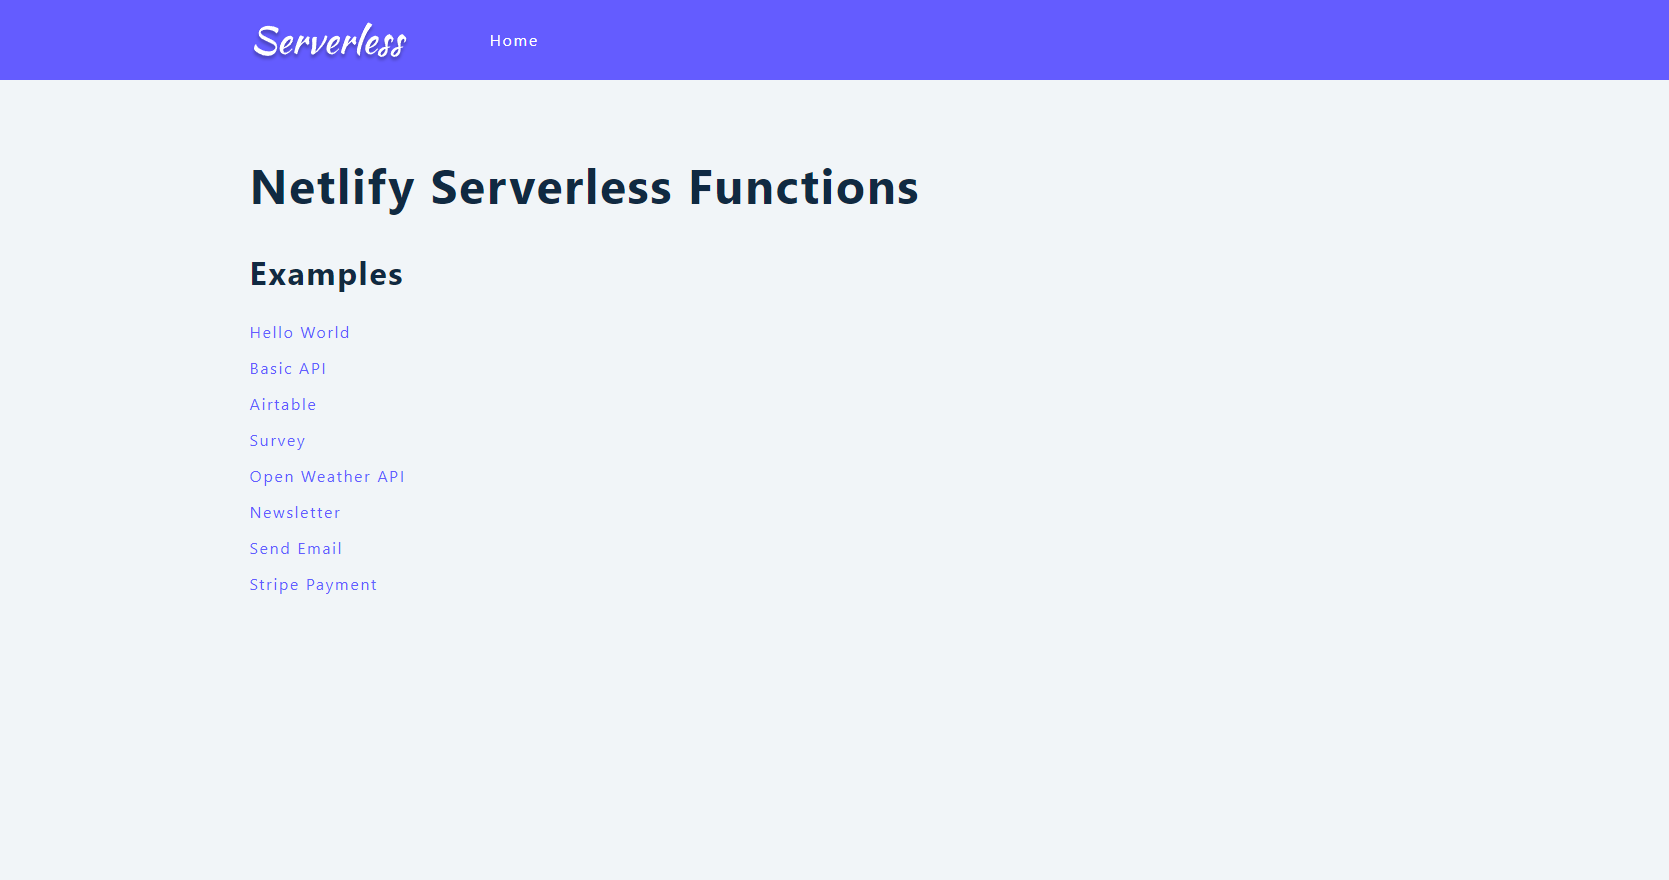 Serverless
Home
Netlify Serverless Functions
Examples
Hello World
Basic API
Airtable
Survey
Open Weather API
Newsletter
Send Email
Stripe Payment